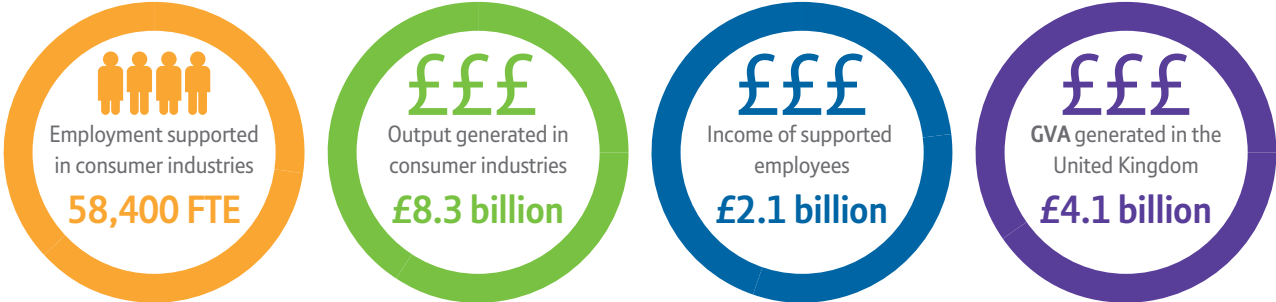 Employment supported
in consumer industries
58,400 FTE
£££
Output generated in
consumer industries
£8.3 billion
£££
Income of supported
employees
£2.1 billion
£££
GVA generated in the
United Kingdom
£4.1 billion